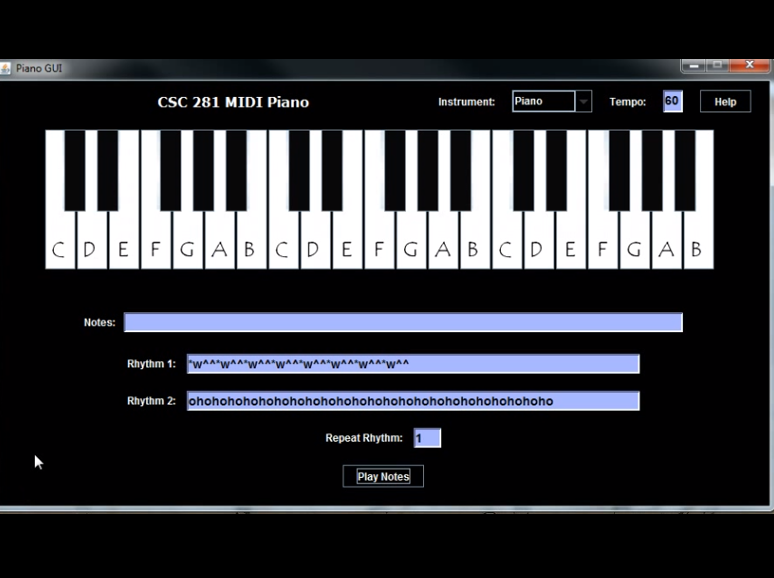 Piano GUI
CSC 281 MIDI Piano Instrument: Piano Tempo: 60 Help
C D E F G A B C D E F G A B C D E F G A B
Notes:
Rhythm 1: *w^^*w^^*w^^*w^^*w^^*w^^*w^^*w^^
Rhythm 2: ohohohohohohohohohohohohohohohohohohohohohohoho
Repeat Rhythm: 1
Play Notes